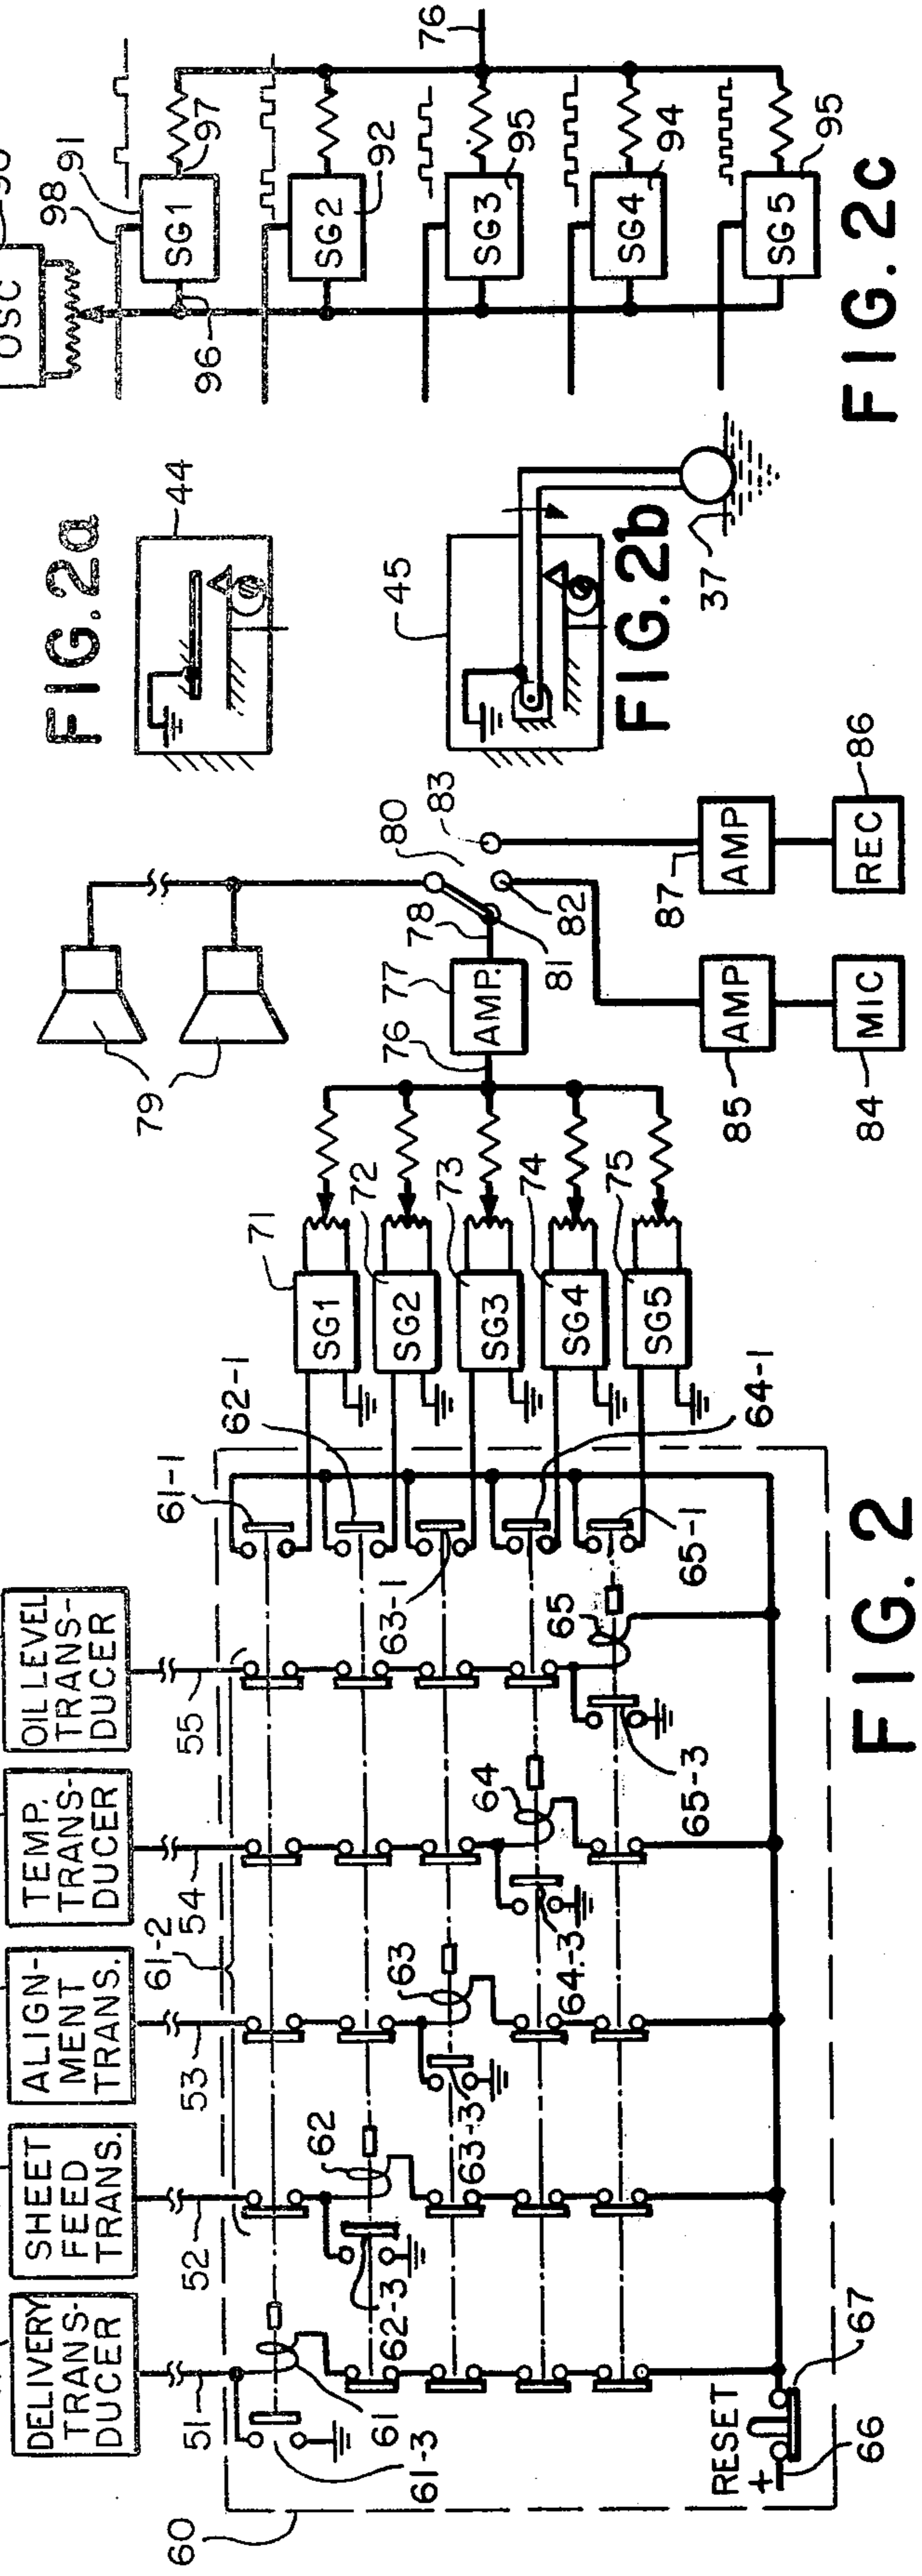 DELIVERY
TRANS-
DUCER
SHEET
FEED
TRANS.
ALIGN-
MENT
TRANS.
TEMP.
TRANS-
DUCER
OIL LEVEL
TRANS-
DUCER
51
52
53
54
55
60
61-2
61-1
62-1
61
61-3
62
62-3
63
63-3
63-1
64
64-3
64-1
65
65-3
65-1
RESET
+
66
67
71
SG1
72
SG2
73
SG3
74
SG4
75
SG5
76
77
AMP.
78
79
80
81
82
83
85
AMP
84
MIC
87
AMP
86
REC
FIG. 2
FIG. 2a
44
45
37
FIG. 2b
OSC
98
91
SG1
97
96
SG2
92
SG3
95
SG4
94
SG5
95
76
FIG. 2c